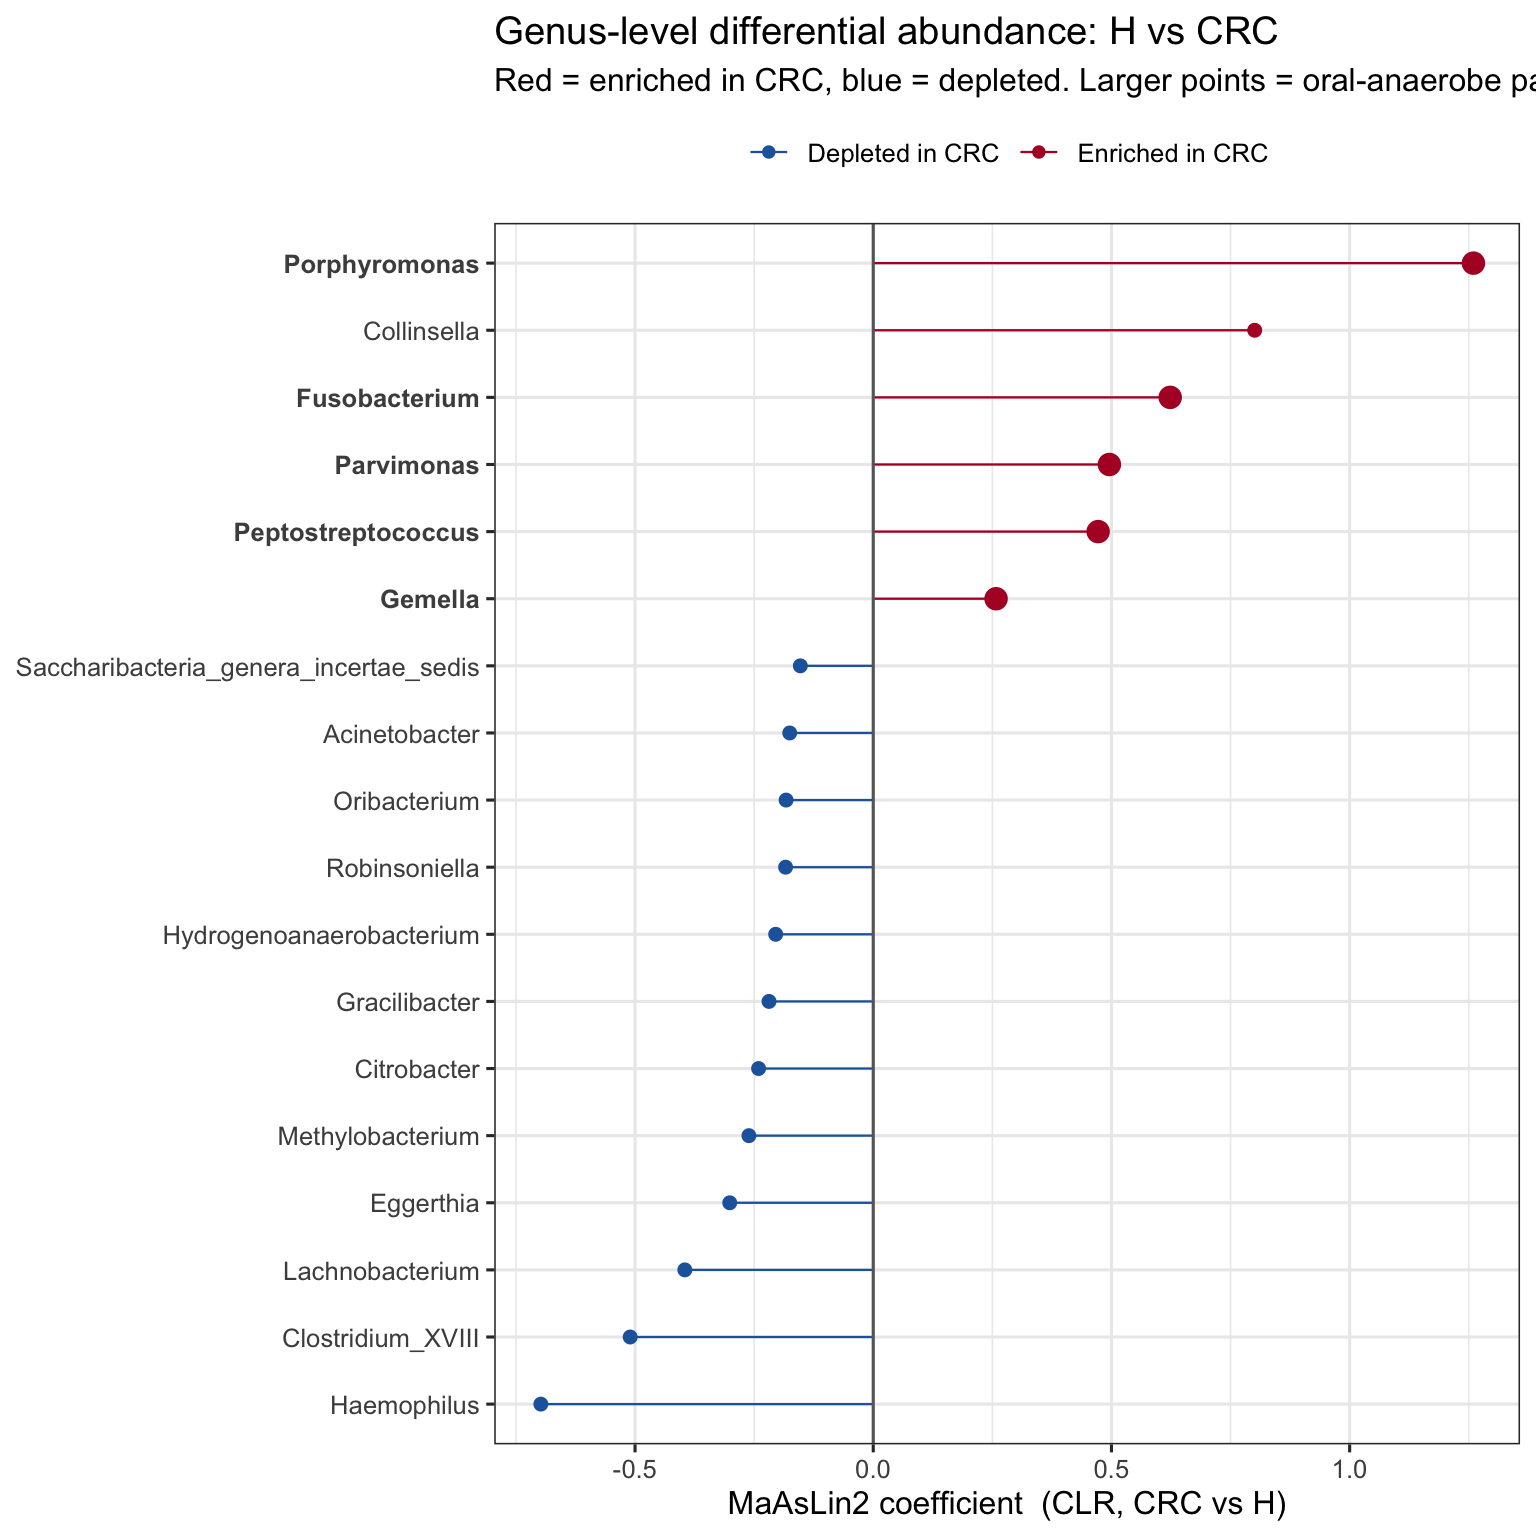 Genus-level differential abundance: H vs CRC
Red = enriched in CRC, blue = depleted. Larger points = oral-anaerobe pa
Depleted in CRC
Enriched in CRC
Porphyromonas
Collinsella
Fusobacterium
Parvimonas
Peptostreptococcus
Gemella
Saccharibacteria_genera_incertae_sedis
Acinetobacter
Oribacterium
Robinsoniella
Hydrogenoanaerobacterium
Gracilibacter
Citrobacter
Methylobacterium
Eggerthia
Lachnobacterium
Clostridium_XVIII
Haemophilus
-0.5 0.0 0.5 1.0
MaAsLin2 coefficient  (CLR, CRC vs H)